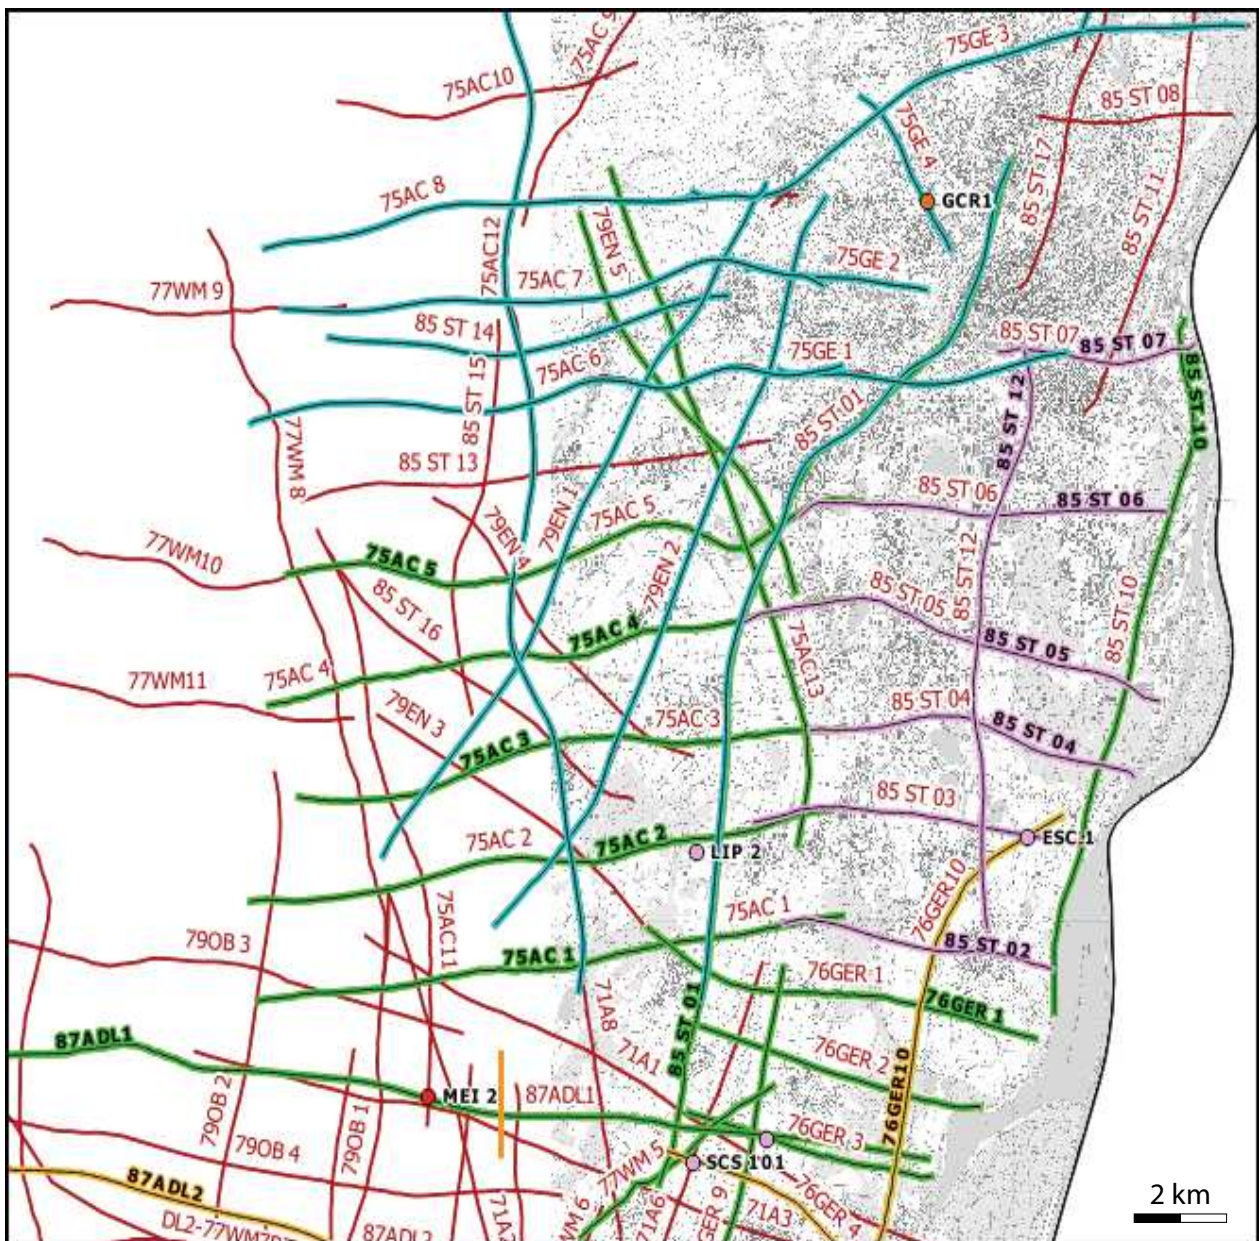 75AC 9
75GE 3
75AC10
85 ST 08
75GE 4
85 ST 17
75AC 8
GCR1
85 ST 11
79EN 5
75AC12
75GE 2
75AC 7
77WM 9
85 ST 14
85 ST 07
85 ST 07
75GE 1
75AC 6
85 ST 10
85 ST 15
85 ST 01
85 ST 12
77WM 8
85 ST 13
85 ST 06
85 ST 06
79EN 1
75AC 5
79EN 4
77WM10
75AC 5
79EN 2
85 ST 12
85 ST 16
85 ST 05
85 ST 10
75AC 4
85 ST 05
75AC13
75AC 4
77WM11
79EN 3
75AC 3
85 ST 04
85 ST 04
75AC 3
85 ST 03
75AC 2
75AC 2
LIP 2
ESC 1
76GER10
75AC 1
75AC11
79OB 3
85 ST 02
75AC 1
76GER 1
76GER 1
71A8
85 ST 01
87ADL1
71A1
76GER 2
76GER10
79OB 2
MEI 2
87ADL1
79OB 1
76GER 3
79OB 4
77WM 5
SCS 101
87ADL2
76GER 4
71A3
71A6
GER 9
WM 6
71A2
87ADL2
2 km